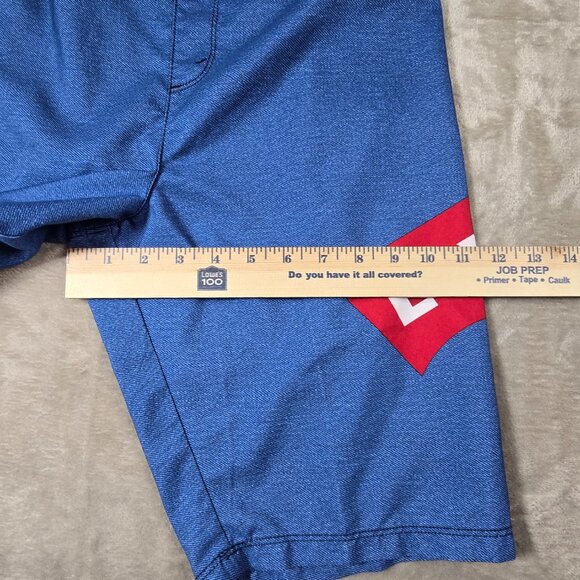 1 2 3 4 5 6 7 8 9 10 11 12 13 14
LOWE'S
100
Do you have it all covered?
JOB PREP
• Primer • Tape • Caulk